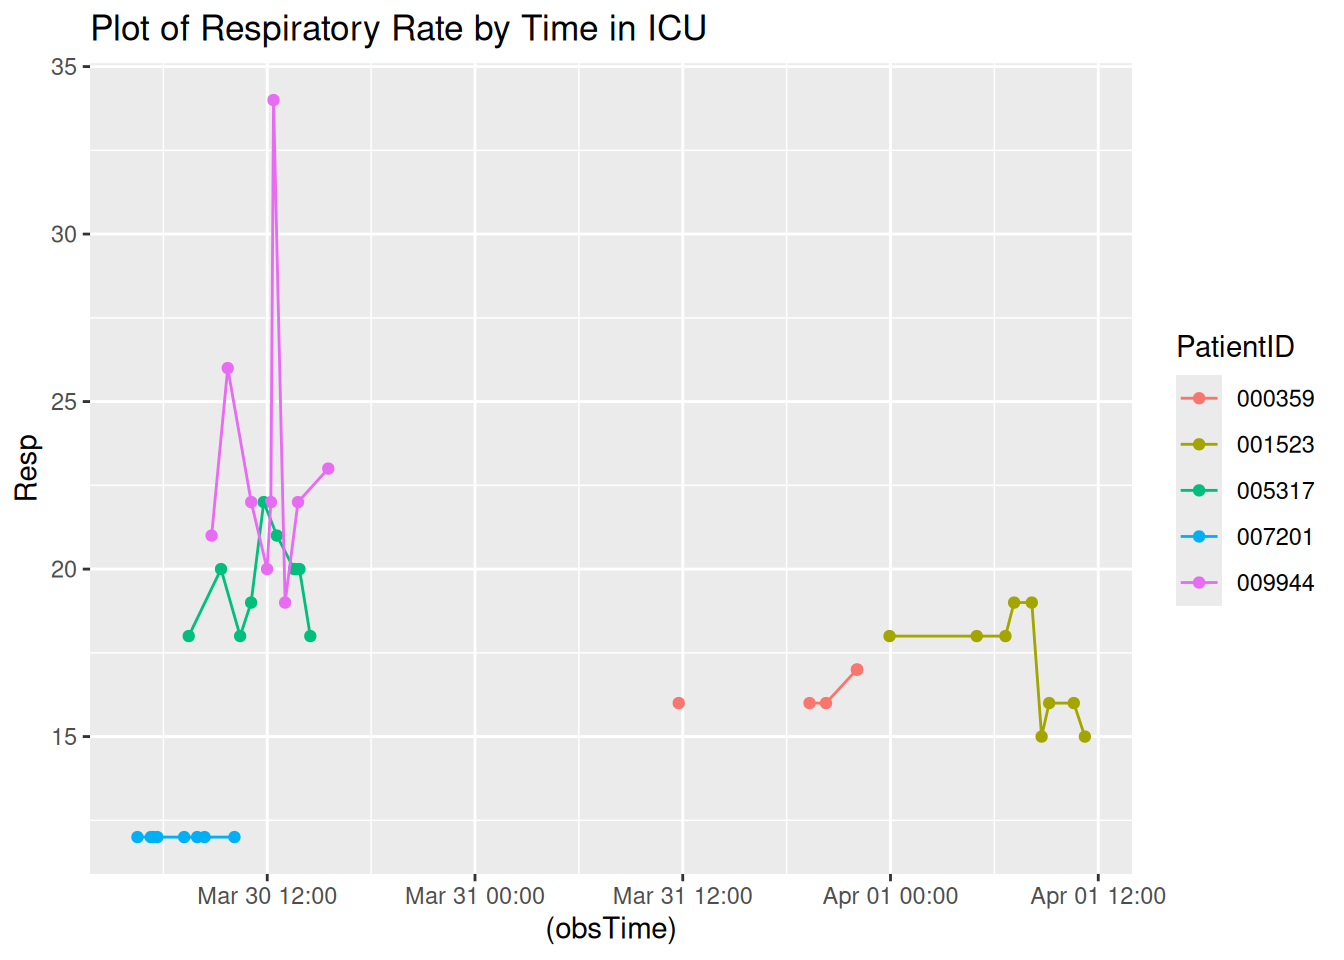 Plot of Respiratory Rate by Time in ICU
35
30
25
20
15
Resp
Mar 30 12:00
Mar 31 00:00
Mar 31 12:00
Apr 01 00:00
Apr 01 12:00
(obsTime)
PatientID
000359
001523
005317
007201
009944